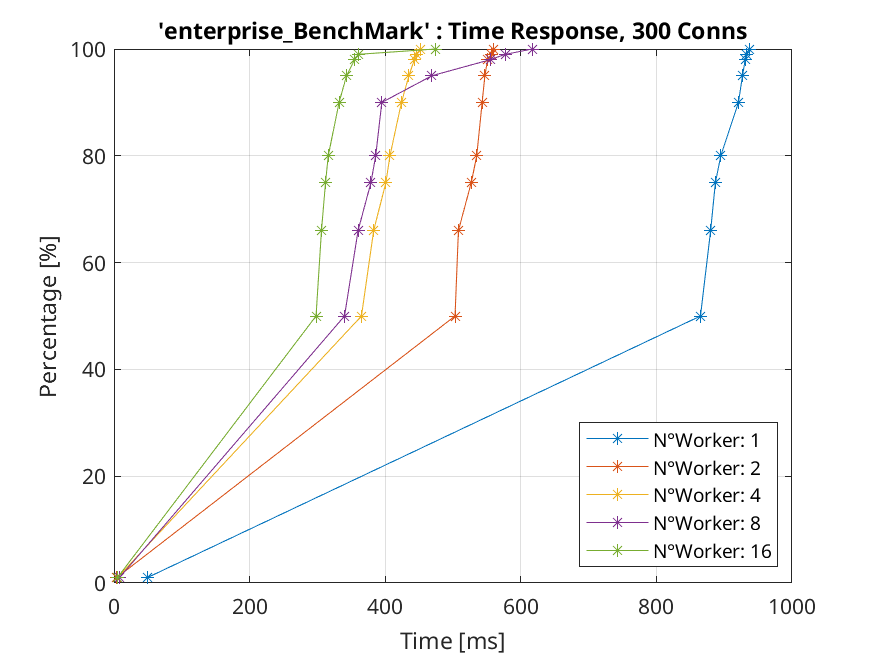 'enterprise_BenchMark' : Time Response, 300 Conns
100
80
60
40
20
0
Percentage [%]
0 200 400 600 800 1000
Time [ms]
N°Worker: 1
N°Worker: 2
N°Worker: 4
N°Worker: 8
N°Worker: 16